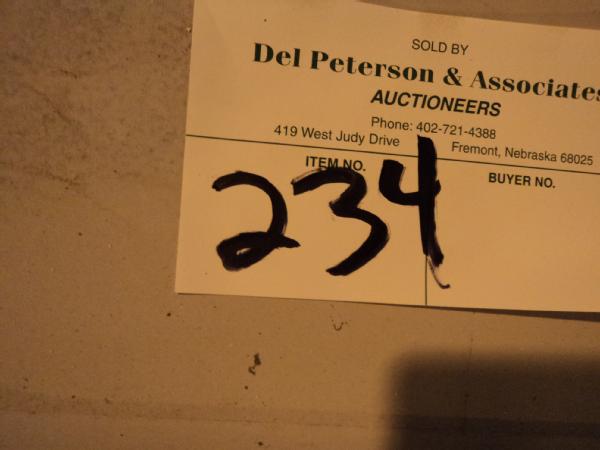 SOLD BY
Del Peterson & Associates
AUCTIONEERS
Phone: 402-721-4388
419 West Judy Drive Fremont, Nebraska 68025
ITEM NO. BUYER NO.
234